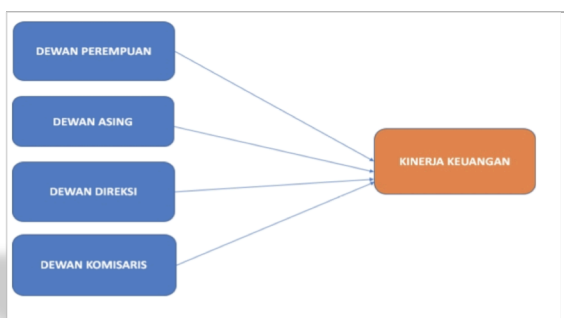 DEWAN PEREMPUAN
DEWAN ASING
KINERJA KEUANGAN
DEWAN DIREKSI
DEWAN KOMISARIS